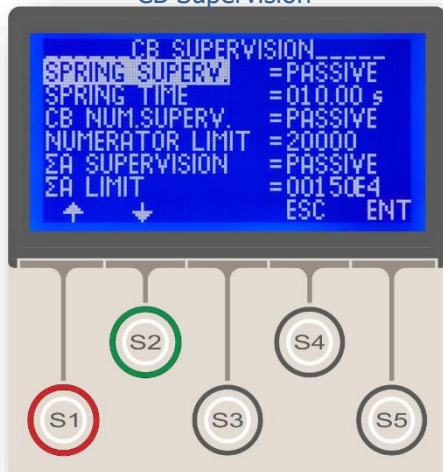 CB Supervision
CB SUPERVISION
SPRING SUPERV. =PASSIVE
SPRING TIME =010.00 s
CB NUM.SUPERV. =PASSIVE
NUMERATOR LIMIT =20000
ΣA SUPERVISION =PASSIVE
ΣA LIMIT =00150E4
ESC ENT
S2 S4
S1 S3 S5